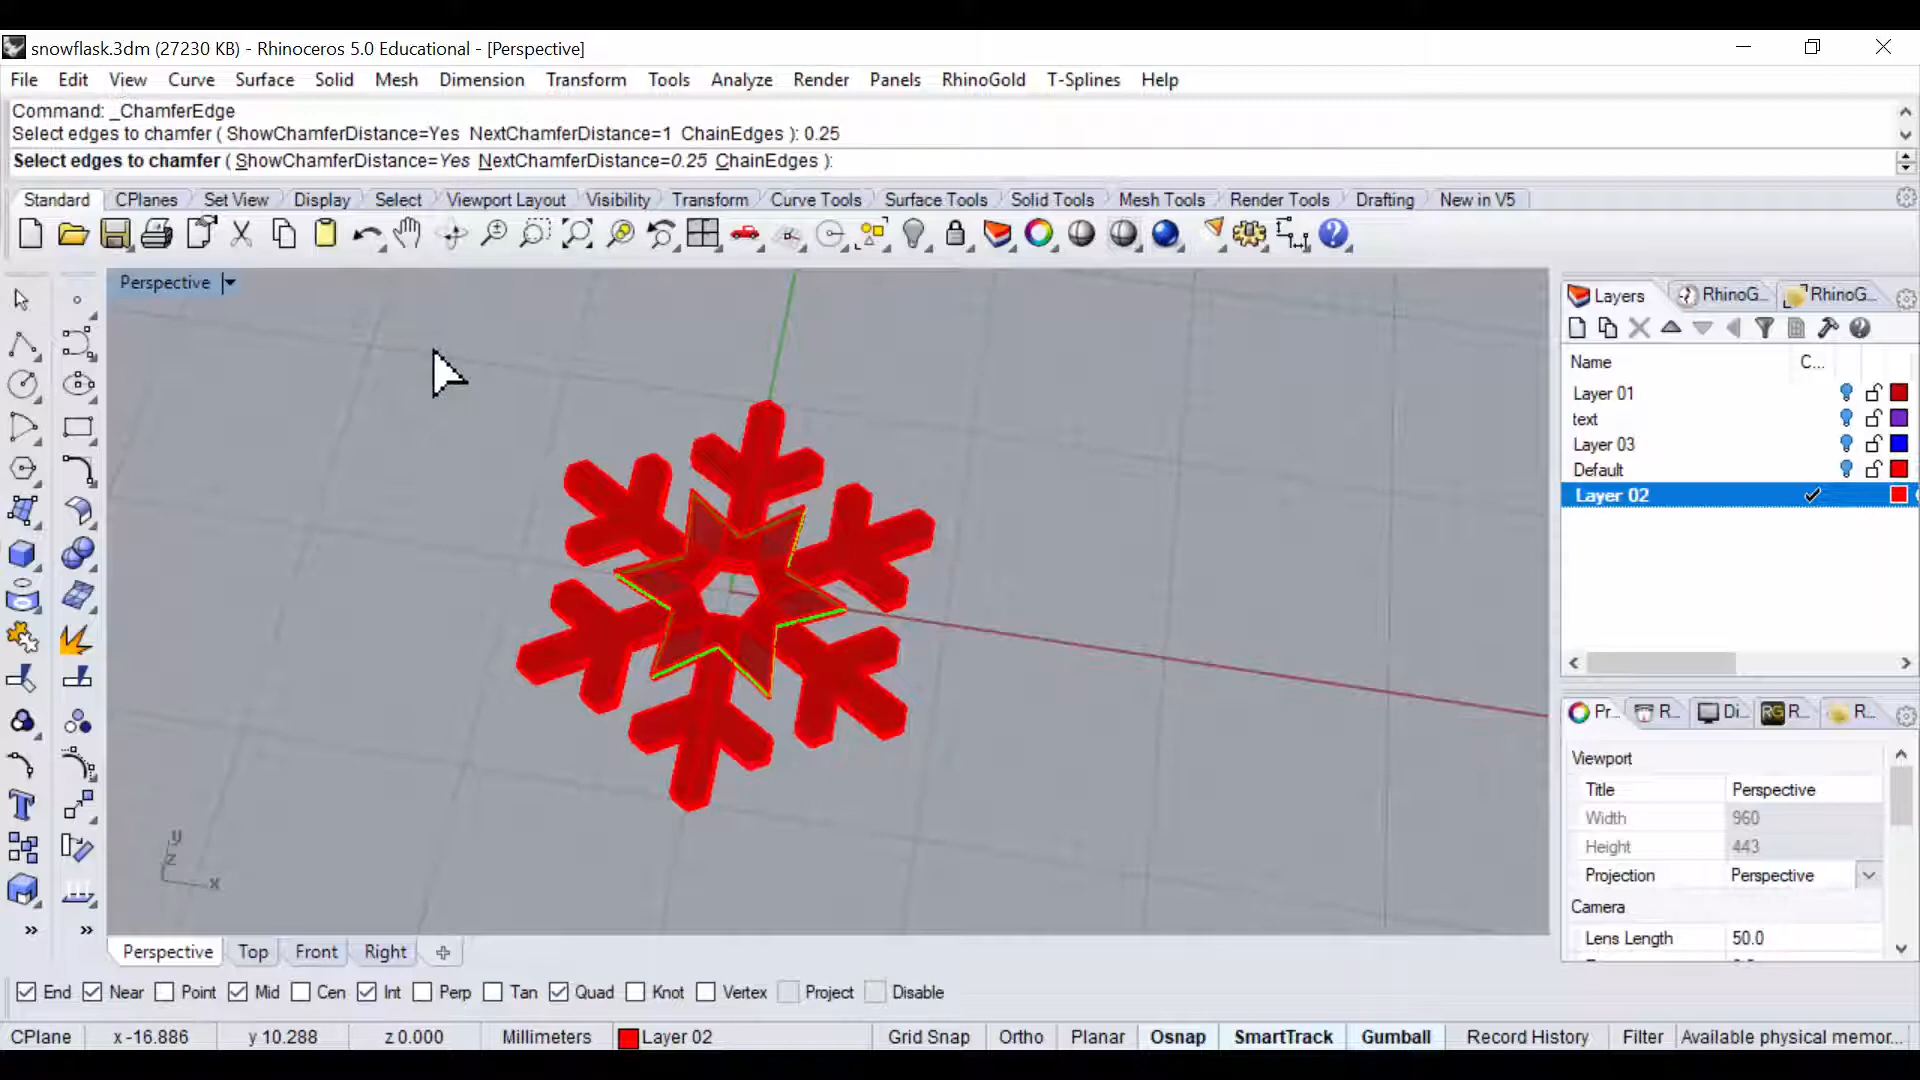 snowflask.3dm (27230 KB) - Rhinoceros 5.0 Educational - [Perspective]
File Edit View Curve Surface Solid Mesh Dimension Transform Tools Analyze Render Panels RhinoGold T-Splines Help
Command: _ChamferEdge
Select edges to chamfer ( ShowChamferDistance=Yes NextChamferDistance=1 ChainEdges ): 0.25
Select edges to chamfer ( ShowChamferDistance=Yes NextChamferDistance=0.25 ChainEdges ):
Standard CPlanes Set View Display Select Viewport Layout Visibility Transform Curve Tools Surface Tools Solid Tools Mesh Tools Render Tools Drafting New in V5
Perspective
Layers RhinoG... RhinoG...
Name C...
Layer 01
text
Layer 03
Default
Layer 02
Pr... R... Di... RG R... R...
Viewport
Title Perspective
Width 960
Height 443
Projection Perspective
Camera
Lens Length 50.0
y
z
x
Perspective Top Front Right
End Near Point Mid Cen Int Perp Tan Quad Knot Vertex Project Disable
CPlane x -16.886 y 10.288 z 0.000 Millimeters Layer 02 Grid Snap Ortho Planar Osnap SmartTrack Gumball Record History Filter Available physical memor...